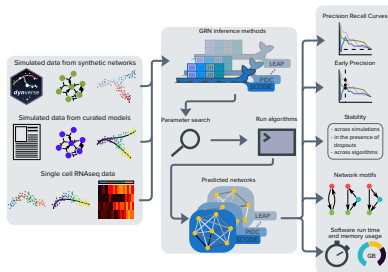 Simulated data from synthetic networks
dynverse
Simulated data from curated models
Single cell RNAseq data
GRN inference methods
LEAP
PIDC
SCODE
Parameter search
Run algorithms
Predicted networks
LEAP
PIDC
SCODE
Precision Recall Curves
Early Precision
Stability
- across simulations
- in the presence of
dropouts
- across algorithms
Network motifs
Software run time
and memory usage
GB